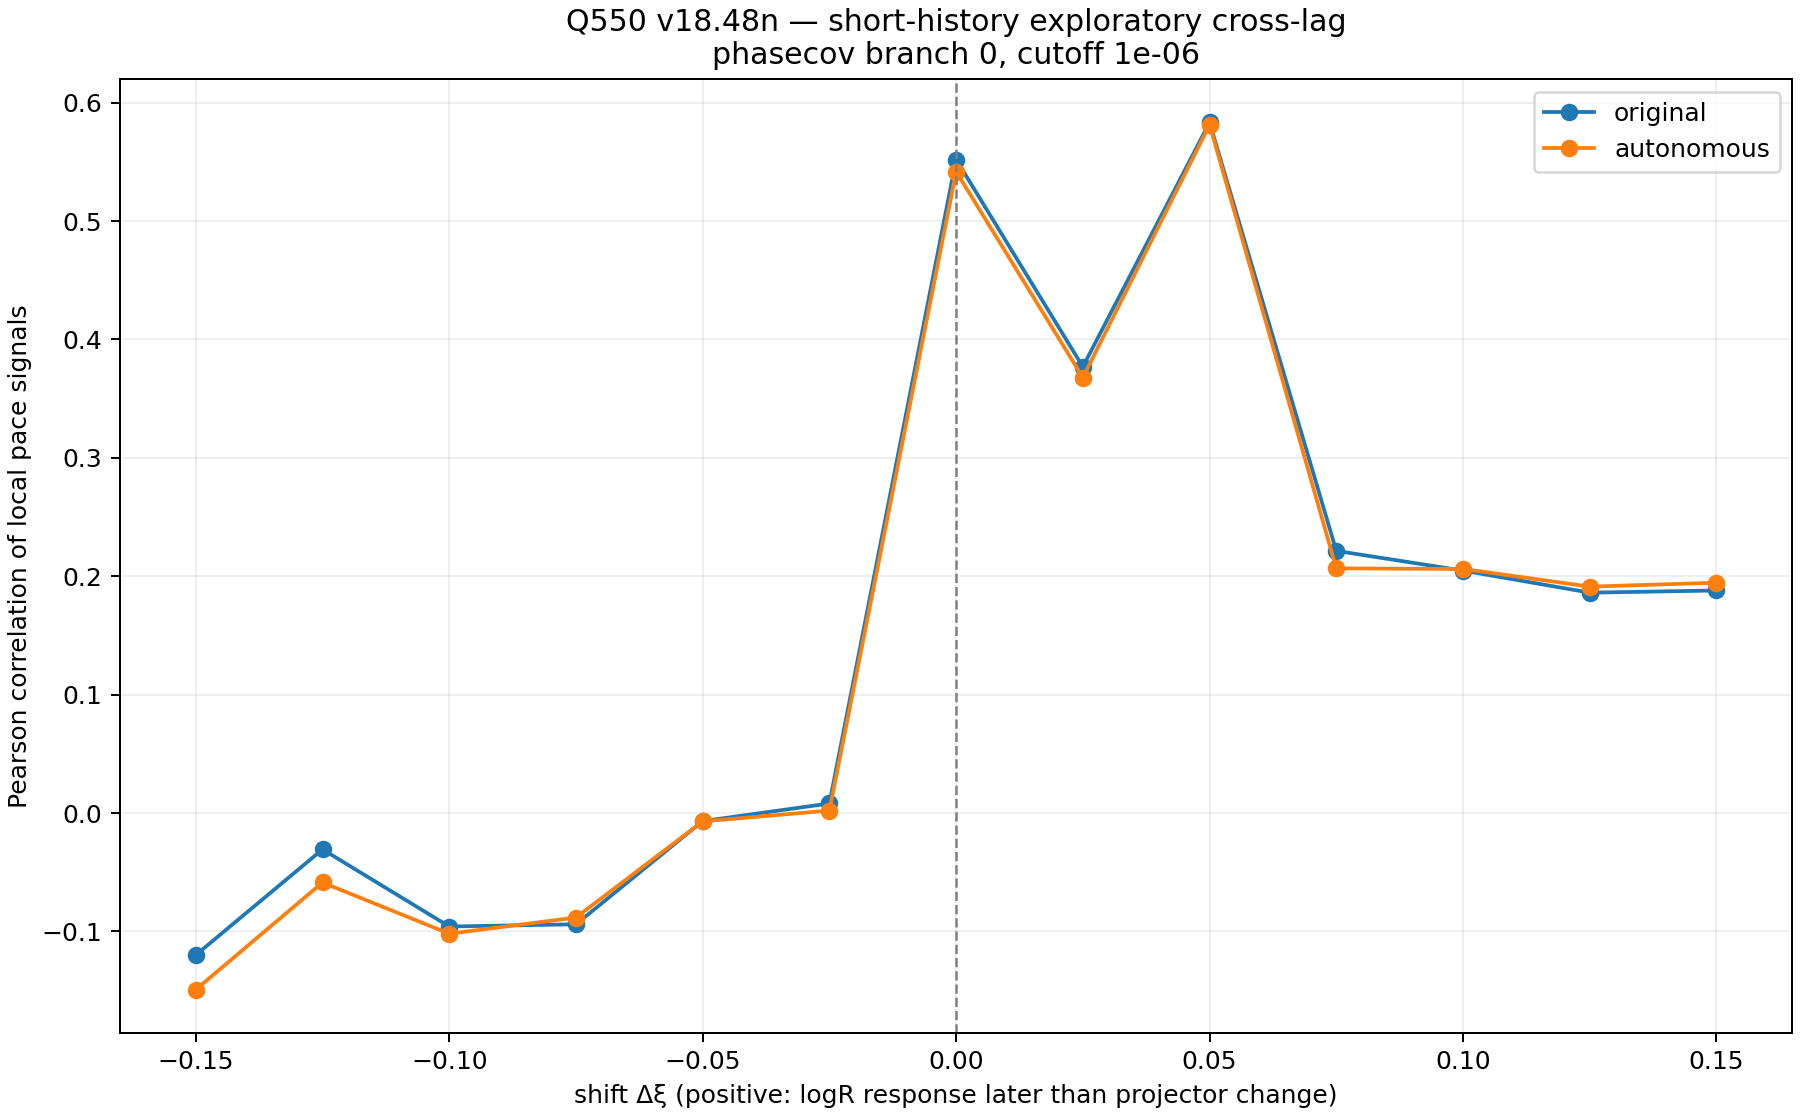 Q550 v18.48n — short-history exploratory cross-lag
phasecov branch 0, cutoff 1e-06
original
autonomous
Pearson correlation of local pace signals
0.6
0.5
0.4
0.3
0.2
0.1
0.0
−0.1
−0.15
−0.10
−0.05
0.00
0.05
0.10
0.15
shift Δξ (positive: logR response later than projector change)